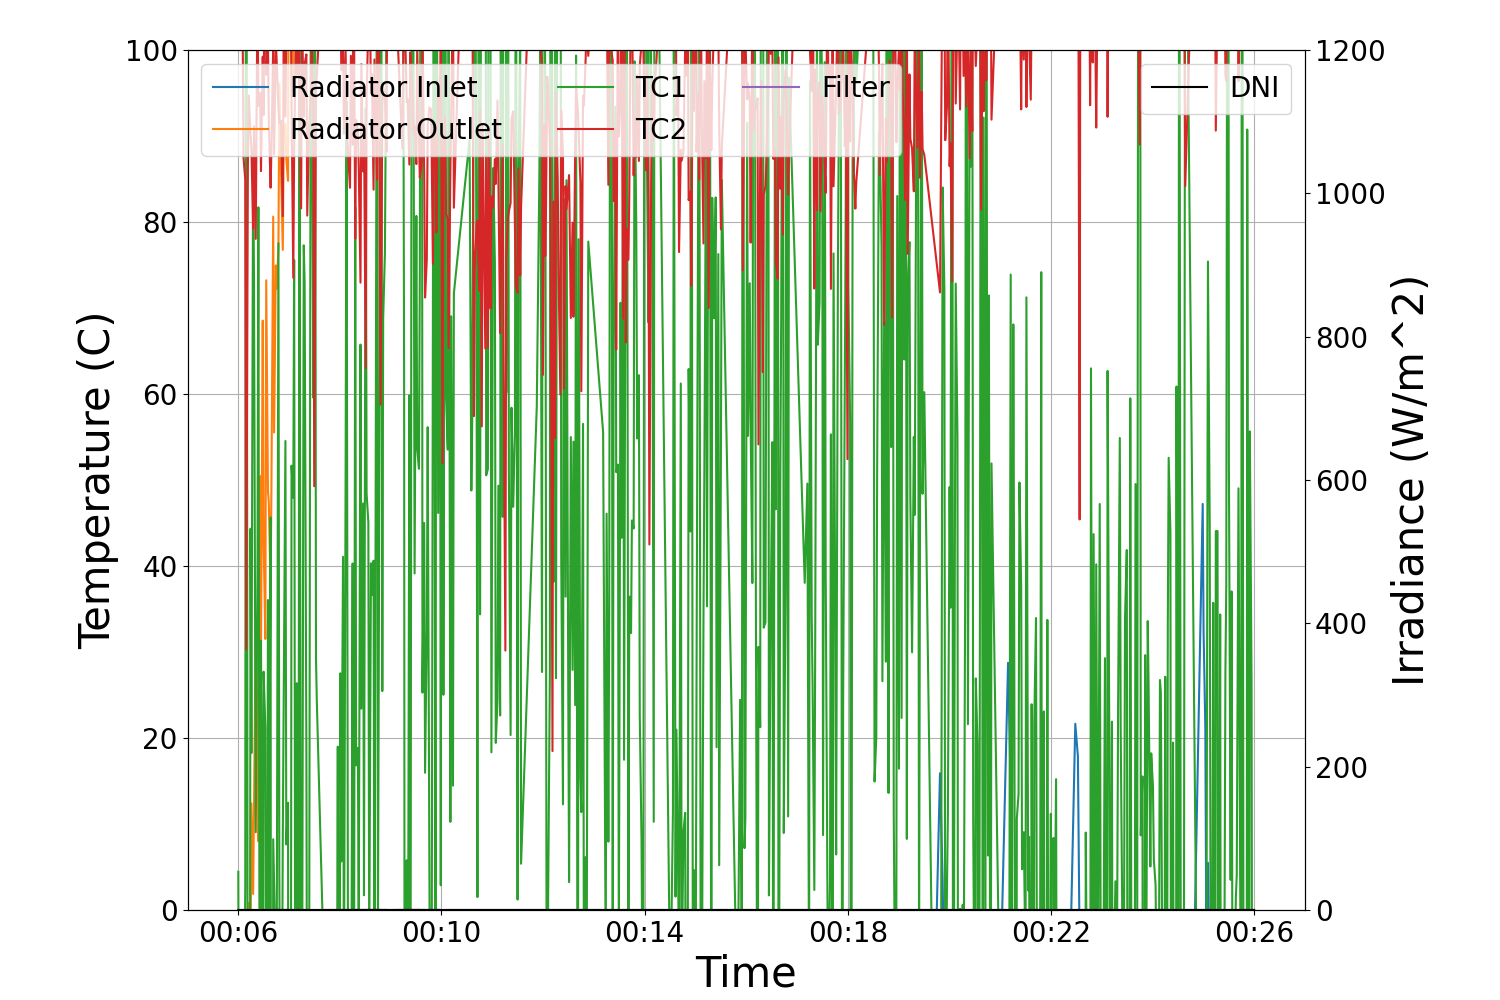 100
80
60
40
20
0
Temperature (C)
Radiator Inlet
Radiator Outlet
TC1
TC2
Filter
DNI
1200
1000
800
600
400
200
0
Irradiance (W/m^2)
00:06 00:10 00:14 00:18 00:22 00:26
Time